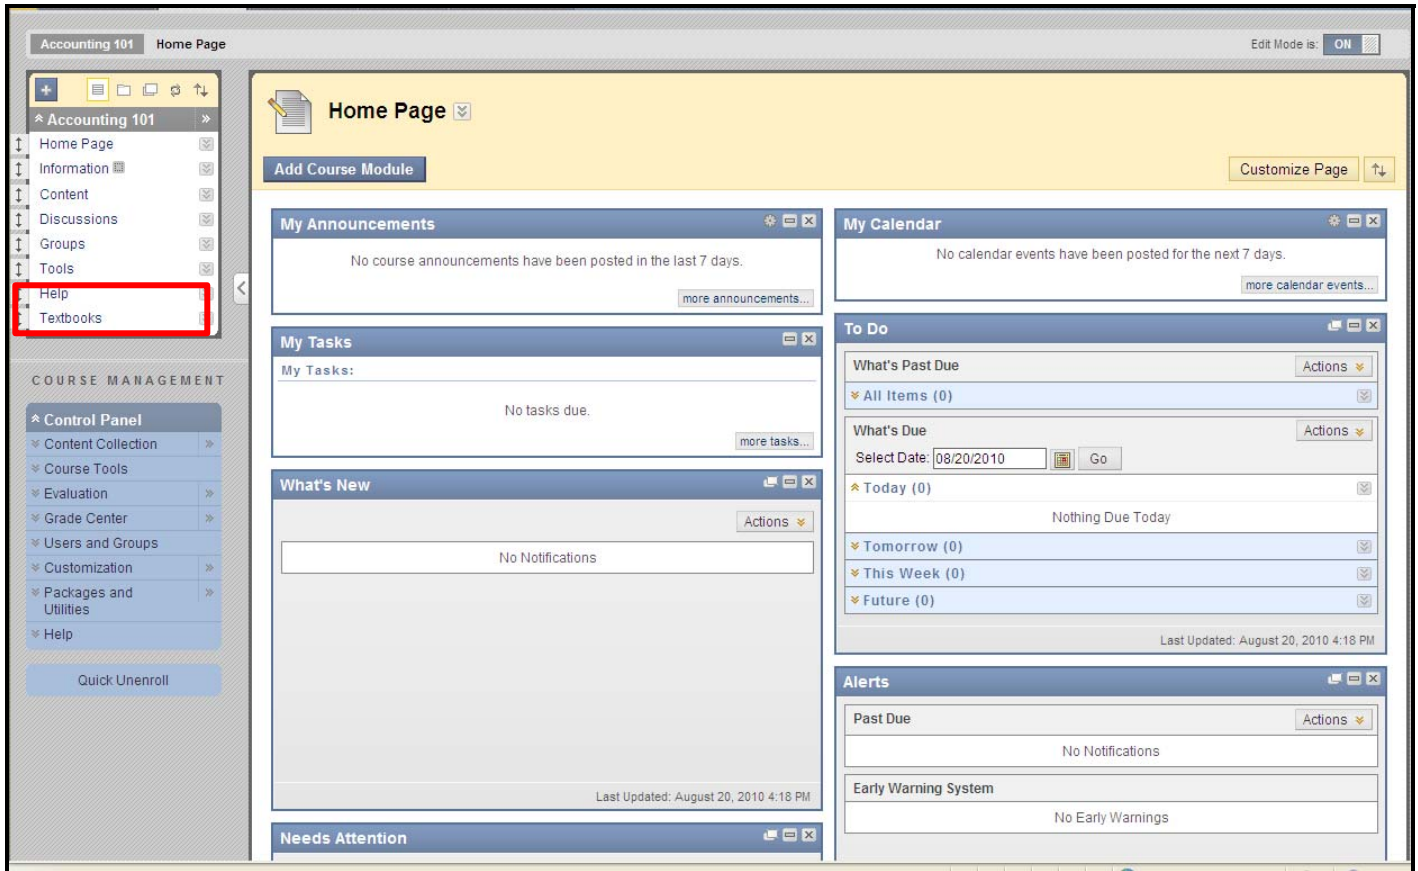 Accounting 101 Home Page
Edit Mode is: ON
Accounting 101
Home Page
Information
Content
Discussions
Groups
Tools
Help
Textbooks
COURSE MANAGEMENT
Control Panel
Content Collection
Course Tools
Evaluation
Grade Center
Users and Groups
Customization
Packages and
Utilities
Help
Quick Unenroll
Home Page
Add Course Module
Customize Page
My Announcements
No course announcements have been posted in the last 7 days.
more announcements...
My Tasks
My Tasks:
No tasks due.
more tasks...
What's New
Actions
No Notifications
Last Updated: August 20, 2010 4:18 PM
Needs Attention
My Calendar
No calendar events have been posted for the next 7 days.
more calendar events...
To Do
What's Past Due
Actions
All Items (0)
What's Due
Actions
Select Date: 08/20/2010 Go
Today (0)
Nothing Due Today
Tomorrow (0)
This Week (0)
Future (0)
Last Updated: August 20, 2010 4:18 PM
Alerts
Past Due
Actions
No Notifications
Early Warning System
No Early Warnings